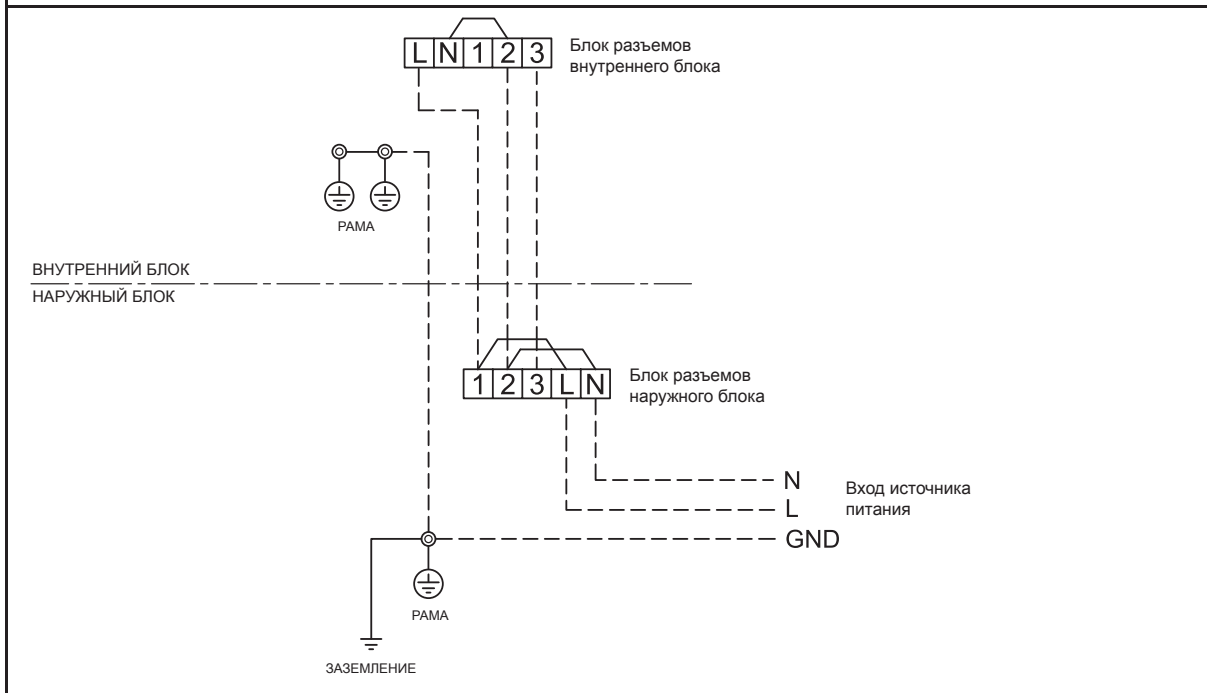 L N 1 2 3
Блок разъемов
внутреннего блока
РАМА
ВНУТРЕННИЙ БЛОК
НАРУЖНЫЙ БЛОК
1 2 3 L N
Блок разъемов
наружного блока
N
L
GND
Вход источника
питания
РАМА
ЗАЗЕМЛЕНИЕ